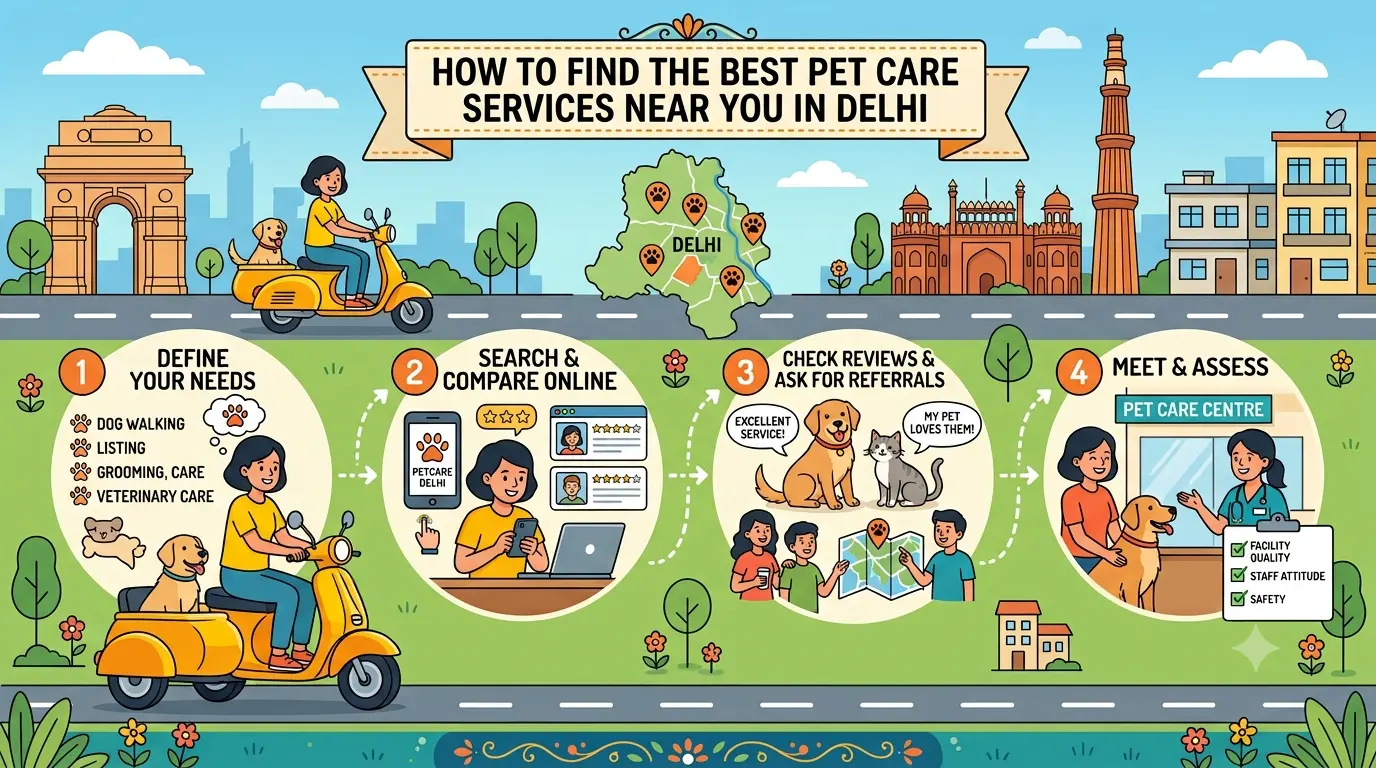 HOW TO FIND THE BEST PET CARE
SERVICES NEAR YOU IN DELHI
DELHI
1
DEFINE
YOUR NEEDS
DOG WALKING
LISTING
GROOMING, CARE
VETERINARY CARE
2
SEARCH &
COMPARE ONLINE
PETCARE
DELHI
3
CHECK REVIEWS &
ASK FOR REFERRALS
EXCELLENT
SERVICE!
MY PET
LOVES THEM!
4
MEET & ASSESS
PET CARE CENTRE
FACILITY
QUALITY
STAFF ATTITUDE
SAFETY